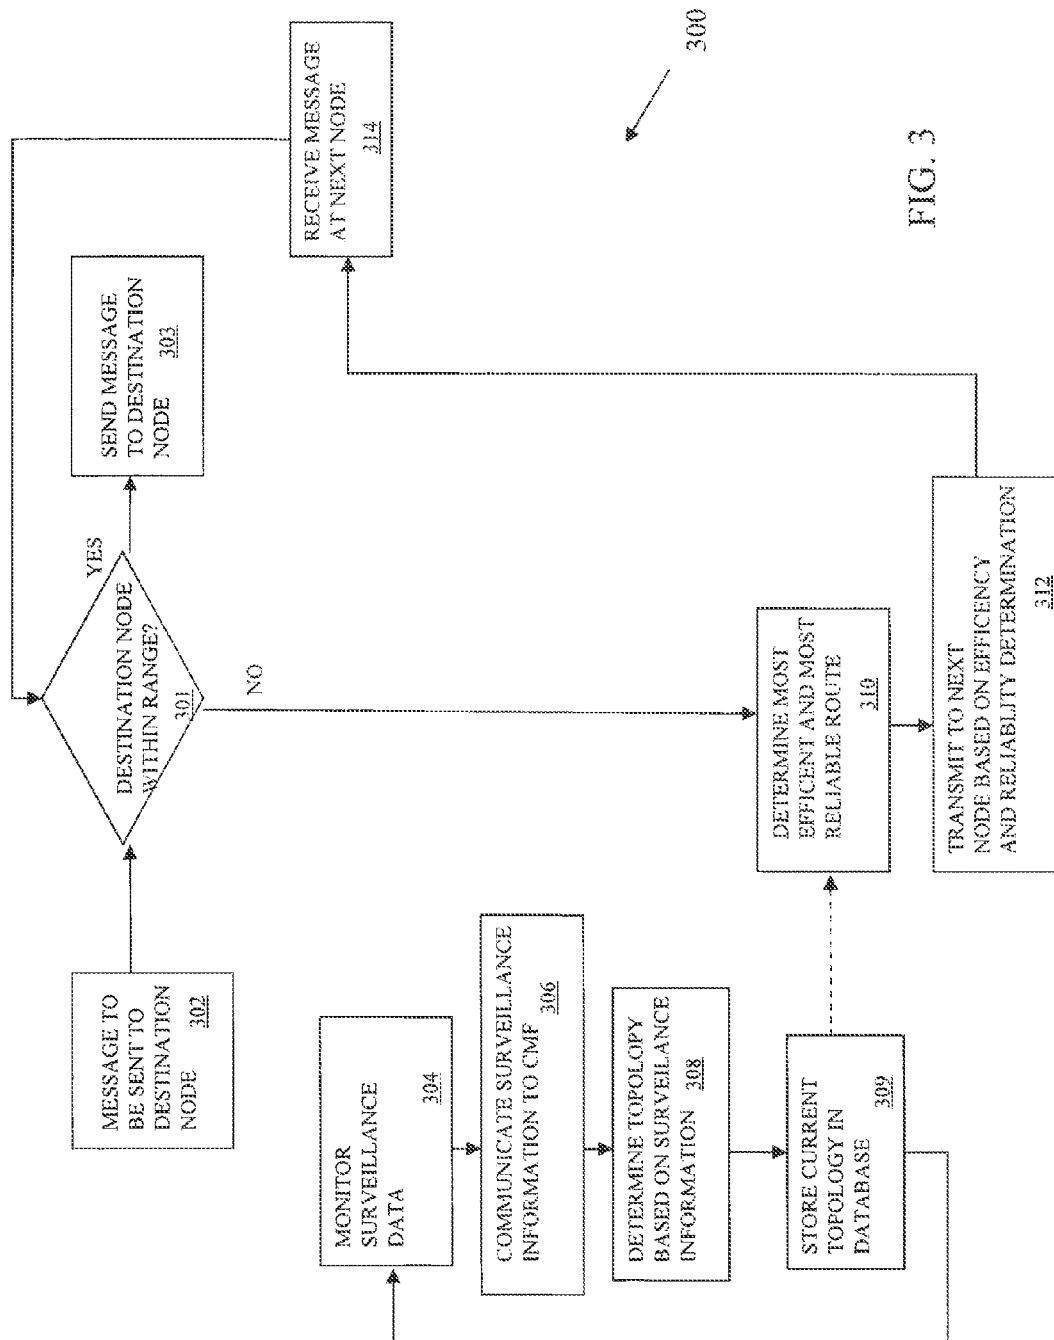 MESSAGE TO
BE SENT TO
DESTINATION
NODE
302
DESTINATION NODE
WITHIN RANGE?
301
YES
NO
SEND MESSAGE
TO DESTINATION
NODE
303
MONITOR
SURVEILLANCE
DATA
304
COMMUNICATE SURVEILLANCE
INFORMATION TO CMF
306
DETERMINE TOPOLOPY
BASED ON SURVEILANCE
INFORMATION
308
STORE CURRENT
TOPOLOGY IN
DATABASE
309
DETERMINE MOST
EFFICENT AND MOST
RELIABLE ROUTE
310
TRANSMIT TO NEXT
NODE BASED ON EFFICENCY
AND RELIABLITY DETERMINATION
312
RECEIVE MESSAGE
AT NEXT NODE
314
300
FIG. 3